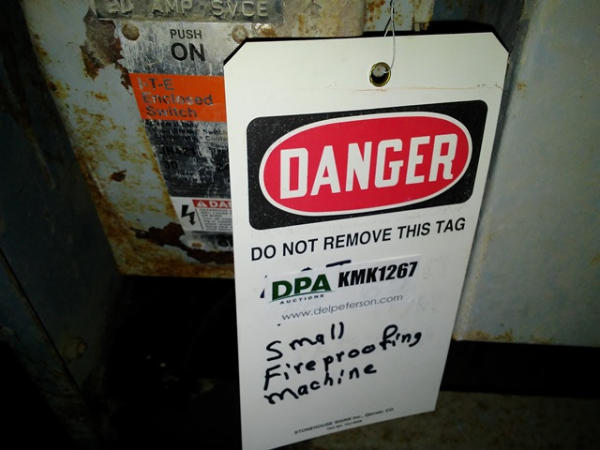 AMP SVCE
PUSH
ON
I-T-E
Enclosed
Switch
DANGER
DO NOT REMOVE THIS TAG
DPA KMK1267
AUCTIONS
www.delpeterson.com
Small
Fireproofing
machine